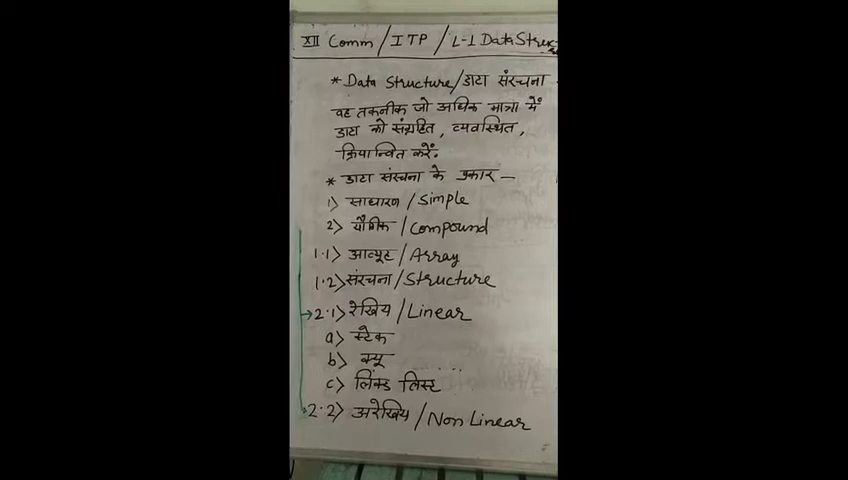 XII Comm / ITP / L-1 Data Struc
* Data Structure/डाटा संरचना
वह तकनीक जो अधिक मात्रा में
डाटा को संग्रहित, व्यवस्थित,
क्रियान्वित करें.
* डाटा संरचना के प्रकार —
1> साधारण / Simple
2> यौगिक / Compound
1.1> आव्यूह / Array
1.2> संरचना / Structure
→2.1> रेखिय / Linear
a> स्टेक
b> क्यू
c> लिंक्ड लिस्ट
2.2> अरेखिय / Non Linear